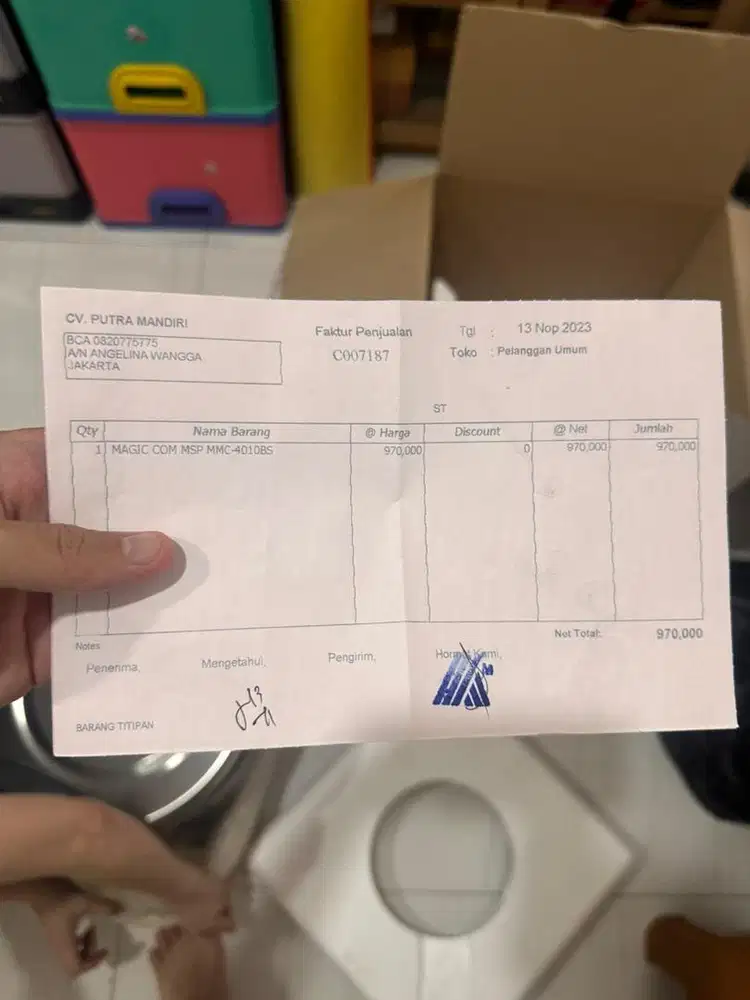 CV. PUTRA MANDIRI
BCA 0820775775
A/N ANGELINA WANGGA
JAKARTA
Faktur Penjualan
C007187
Tgl : 13 Nop 2023
Toko : Pelanggan Umum
ST
Qty Nama Barang @ Harga Discount @ Net Jumlah
1 MAGIC COM MSP MMC-4010BS 970,000 0 970,000 970,000
Net Total: 970,000
Notes
Penerima, Mengetahui, Pengirim, Hormat Kami,
BARANG TITIPAN